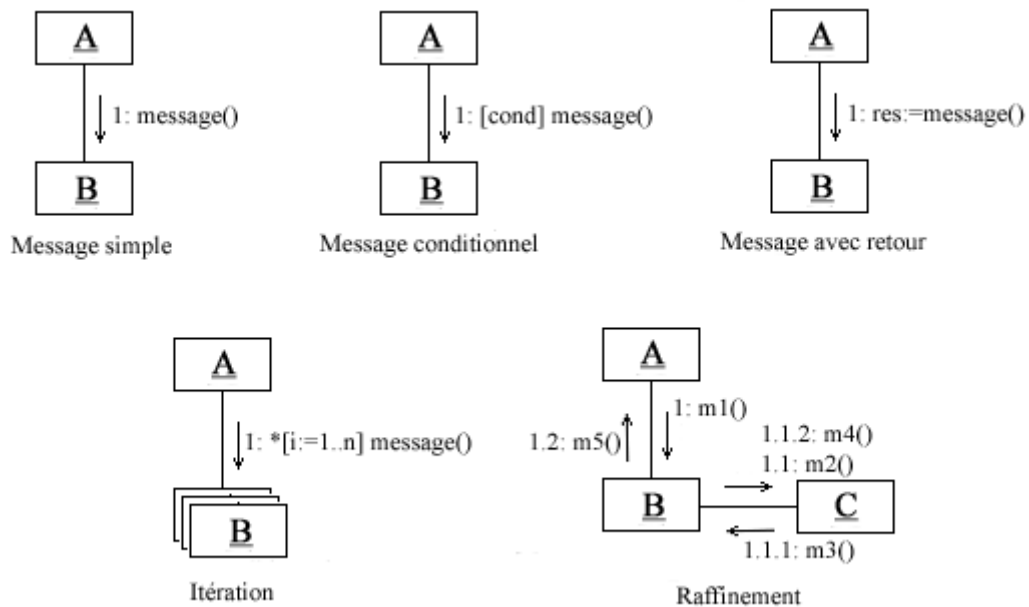 A
1: message()
B
Message simple
A
1: [cond] message()
B
Message conditionnel
A
1: res:=message()
B
Message avec retour
A
1: *[i:=1..n] message()
B
Itération
A
1: m1()
1.2: m5()
1.1.2: m4()
1.1: m2()
B
C
1.1.1: m3()
Raffinement